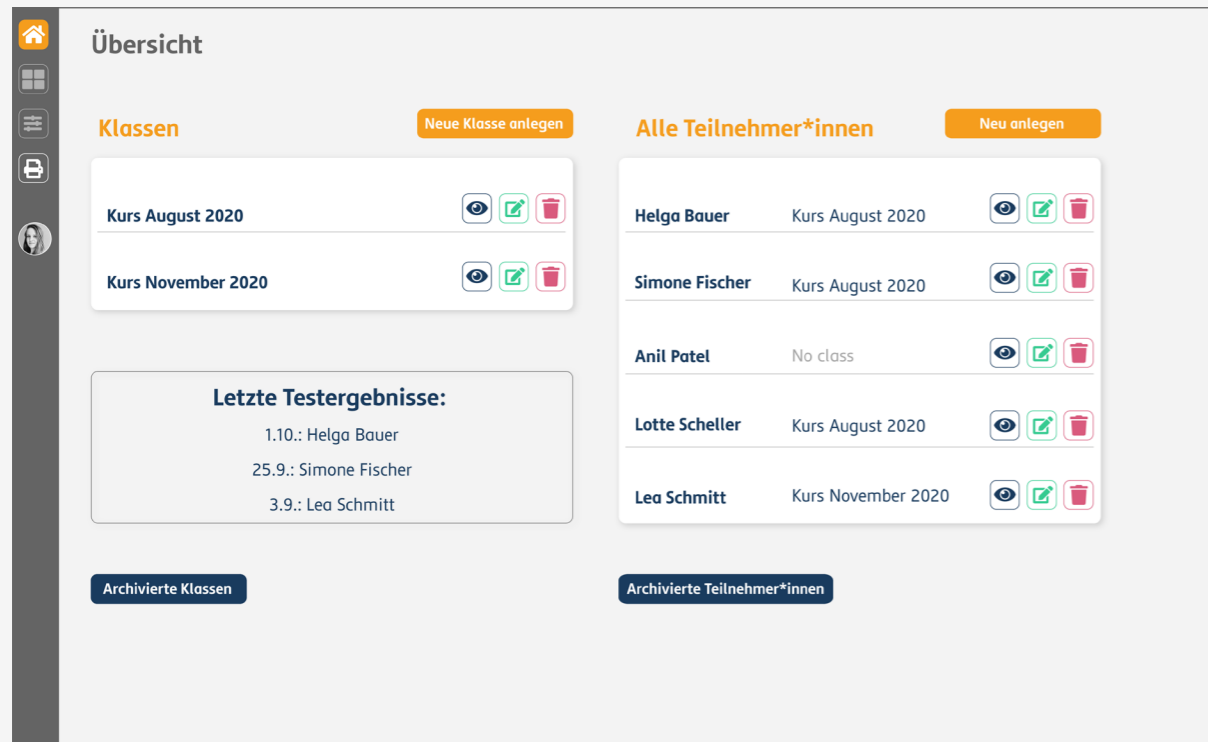 Übersicht
Klassen
Neue Klasse anlegen
Kurs August 2020
Kurs November 2020
Letzte Testergebnisse:
1.10.: Helga Bauer
25.9.: Simone Fischer
3.9.: Lea Schmitt
Archivierte Klassen
Alle Teilnehmer*innen
Neu anlegen
Helga Bauer Kurs August 2020
Simone Fischer Kurs August 2020
Anil Patel No class
Lotte Scheller Kurs August 2020
Lea Schmitt Kurs November 2020
Archivierte Teilnehmer*innen